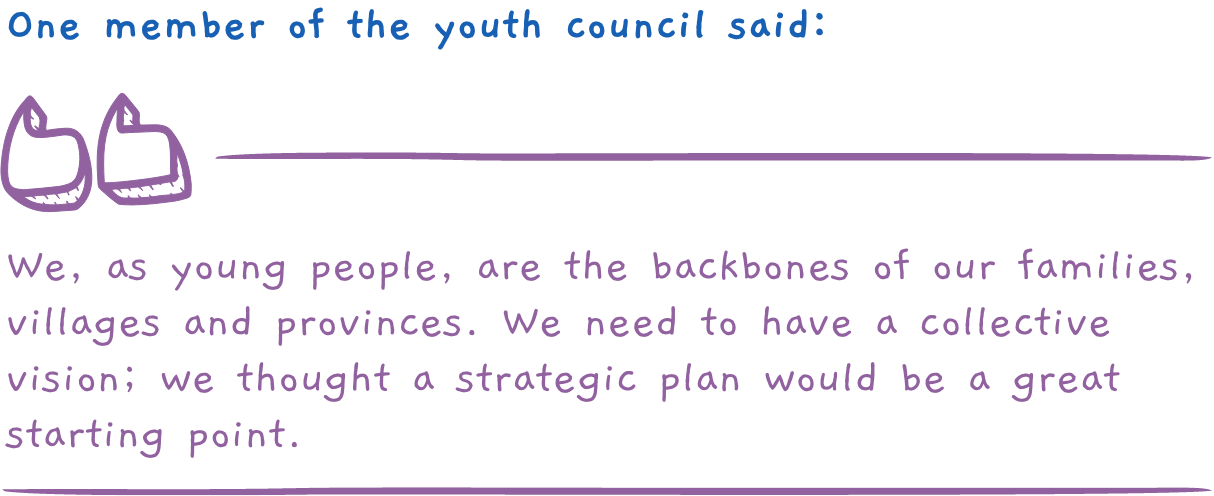 One member of the youth council said:
We, as young people, are the backbones of our families,
villages and provinces. We need to have a collective
vision; we thought a strategic plan would be a great
starting point.